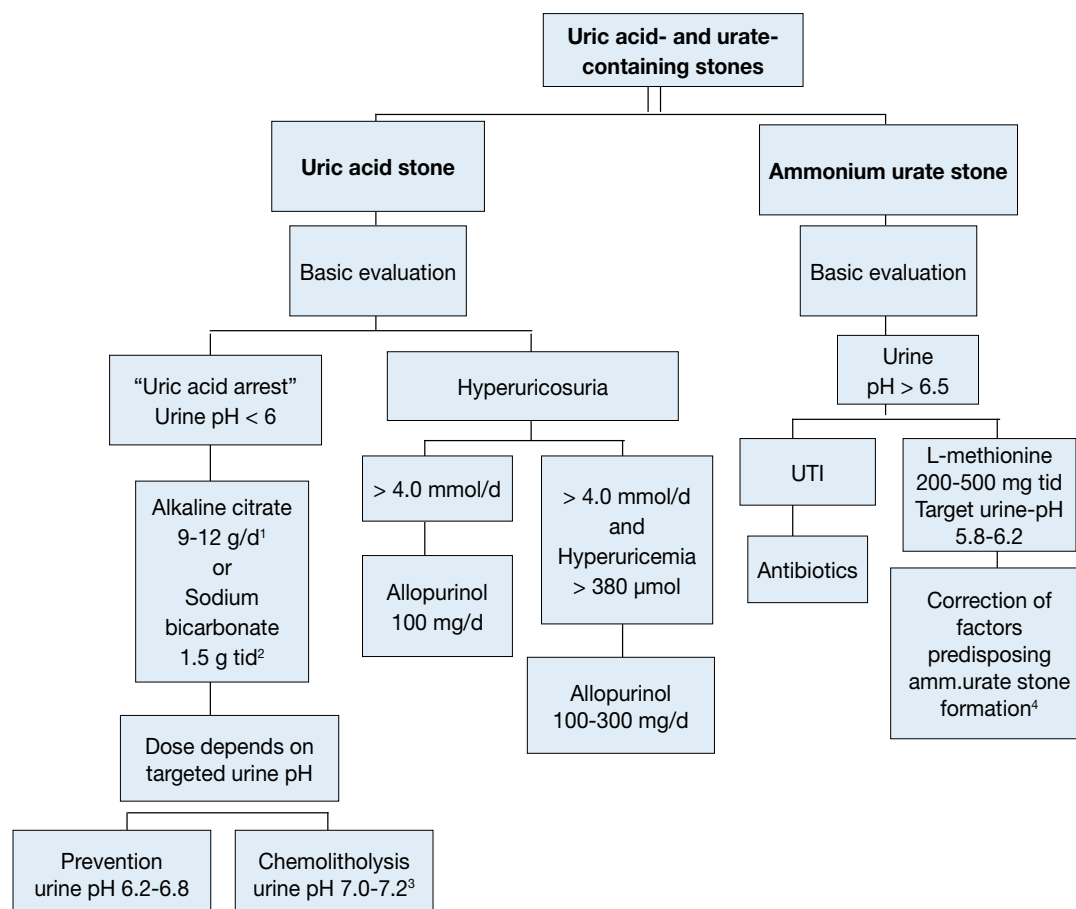 Uric acid- and urate-
containing stones
Uric acid stone
Ammonium urate stone
Basic evaluation
Basic evaluation
“Uric acid arrest”
Urine pH < 6
Hyperuricosuria
Urine
pH > 6.5
Alkaline citrate
9-12 g/d¹
or
Sodium
bicarbonate
1.5 g tid²
> 4.0 mmol/d
> 4.0 mmol/d
and
Hyperuricemia
> 380 µmol
UTI
L-methionine
200-500 mg tid
Target urine-pH
5.8-6.2
Allopurinol
100 mg/d
Antibiotics
Correction of
factors
predisposing
amm.urate stone
formation⁴
Allopurinol
100-300 mg/d
Dose depends on
targeted urine pH
Prevention
urine pH 6.2-6.8
Chemolitholysis
urine pH 7.0-7.2³